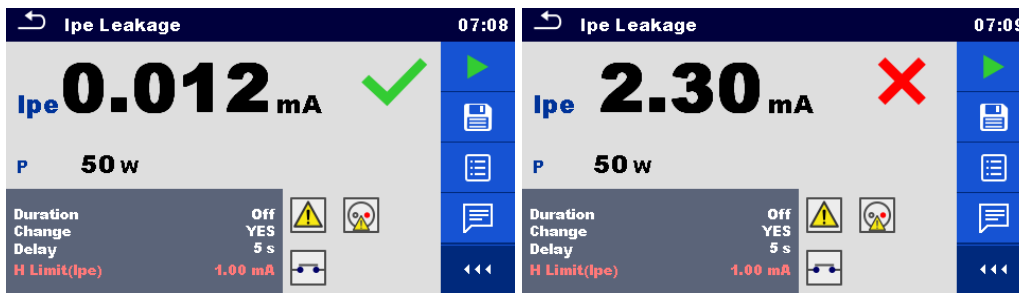 Ipe Leakage 07:08
Ipe 0.012 mA
P 50 W
Duration Off
Change YES
Delay 5 s
H Limit(Ipe) 1.00 mA
Ipe Leakage 07:09
Ipe 2.30 mA
P 50 W
Duration Off
Change YES
Delay 5 s
H Limit(Ipe) 1.00 mA